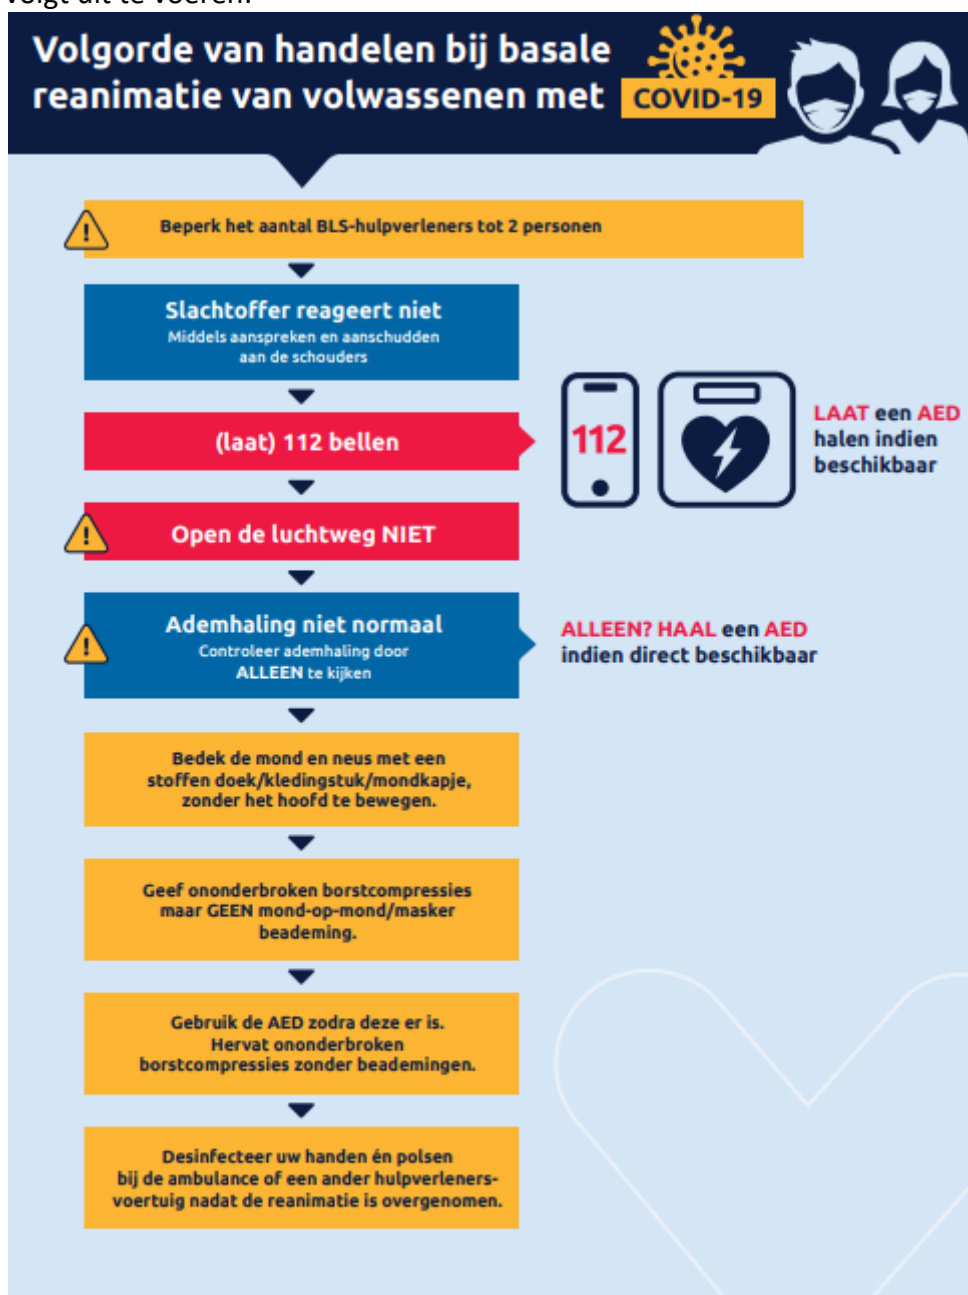 volgt uit te voeren:
Volgorde van handelen bij basale
reanimatie van volwassenen met COVID-19
Beperk het aantal BLS-hulpverleners tot 2 personen
Slachtoffer reageert niet
Middels aanspreken en aanschudden
aan de schouders
(laat) 112 bellen
112
LAAT een AED
halen indien
beschikbaar
Open de luchtweg NIET
Ademhaling niet normaal
Controleer ademhaling door
ALLEEN te kijken
ALLEEN? HAAL een AED
indien direct beschikbaar
Bedek de mond en neus met een
stoffen doek/kledingstuk/mondkapje,
zonder het hoofd te bewegen.
Geef ononderbroken borstcompressies
maar GEEN mond-op-mond/masker
beademing.
Gebruik de AED zodra deze er is.
Hervat ononderbroken
borstcompressies zonder beademingen.
Desinfecteer uw handen én polsen
bij de ambulance of een ander hulpverleners-
voertuig nadat de reanimatie is overgenomen.